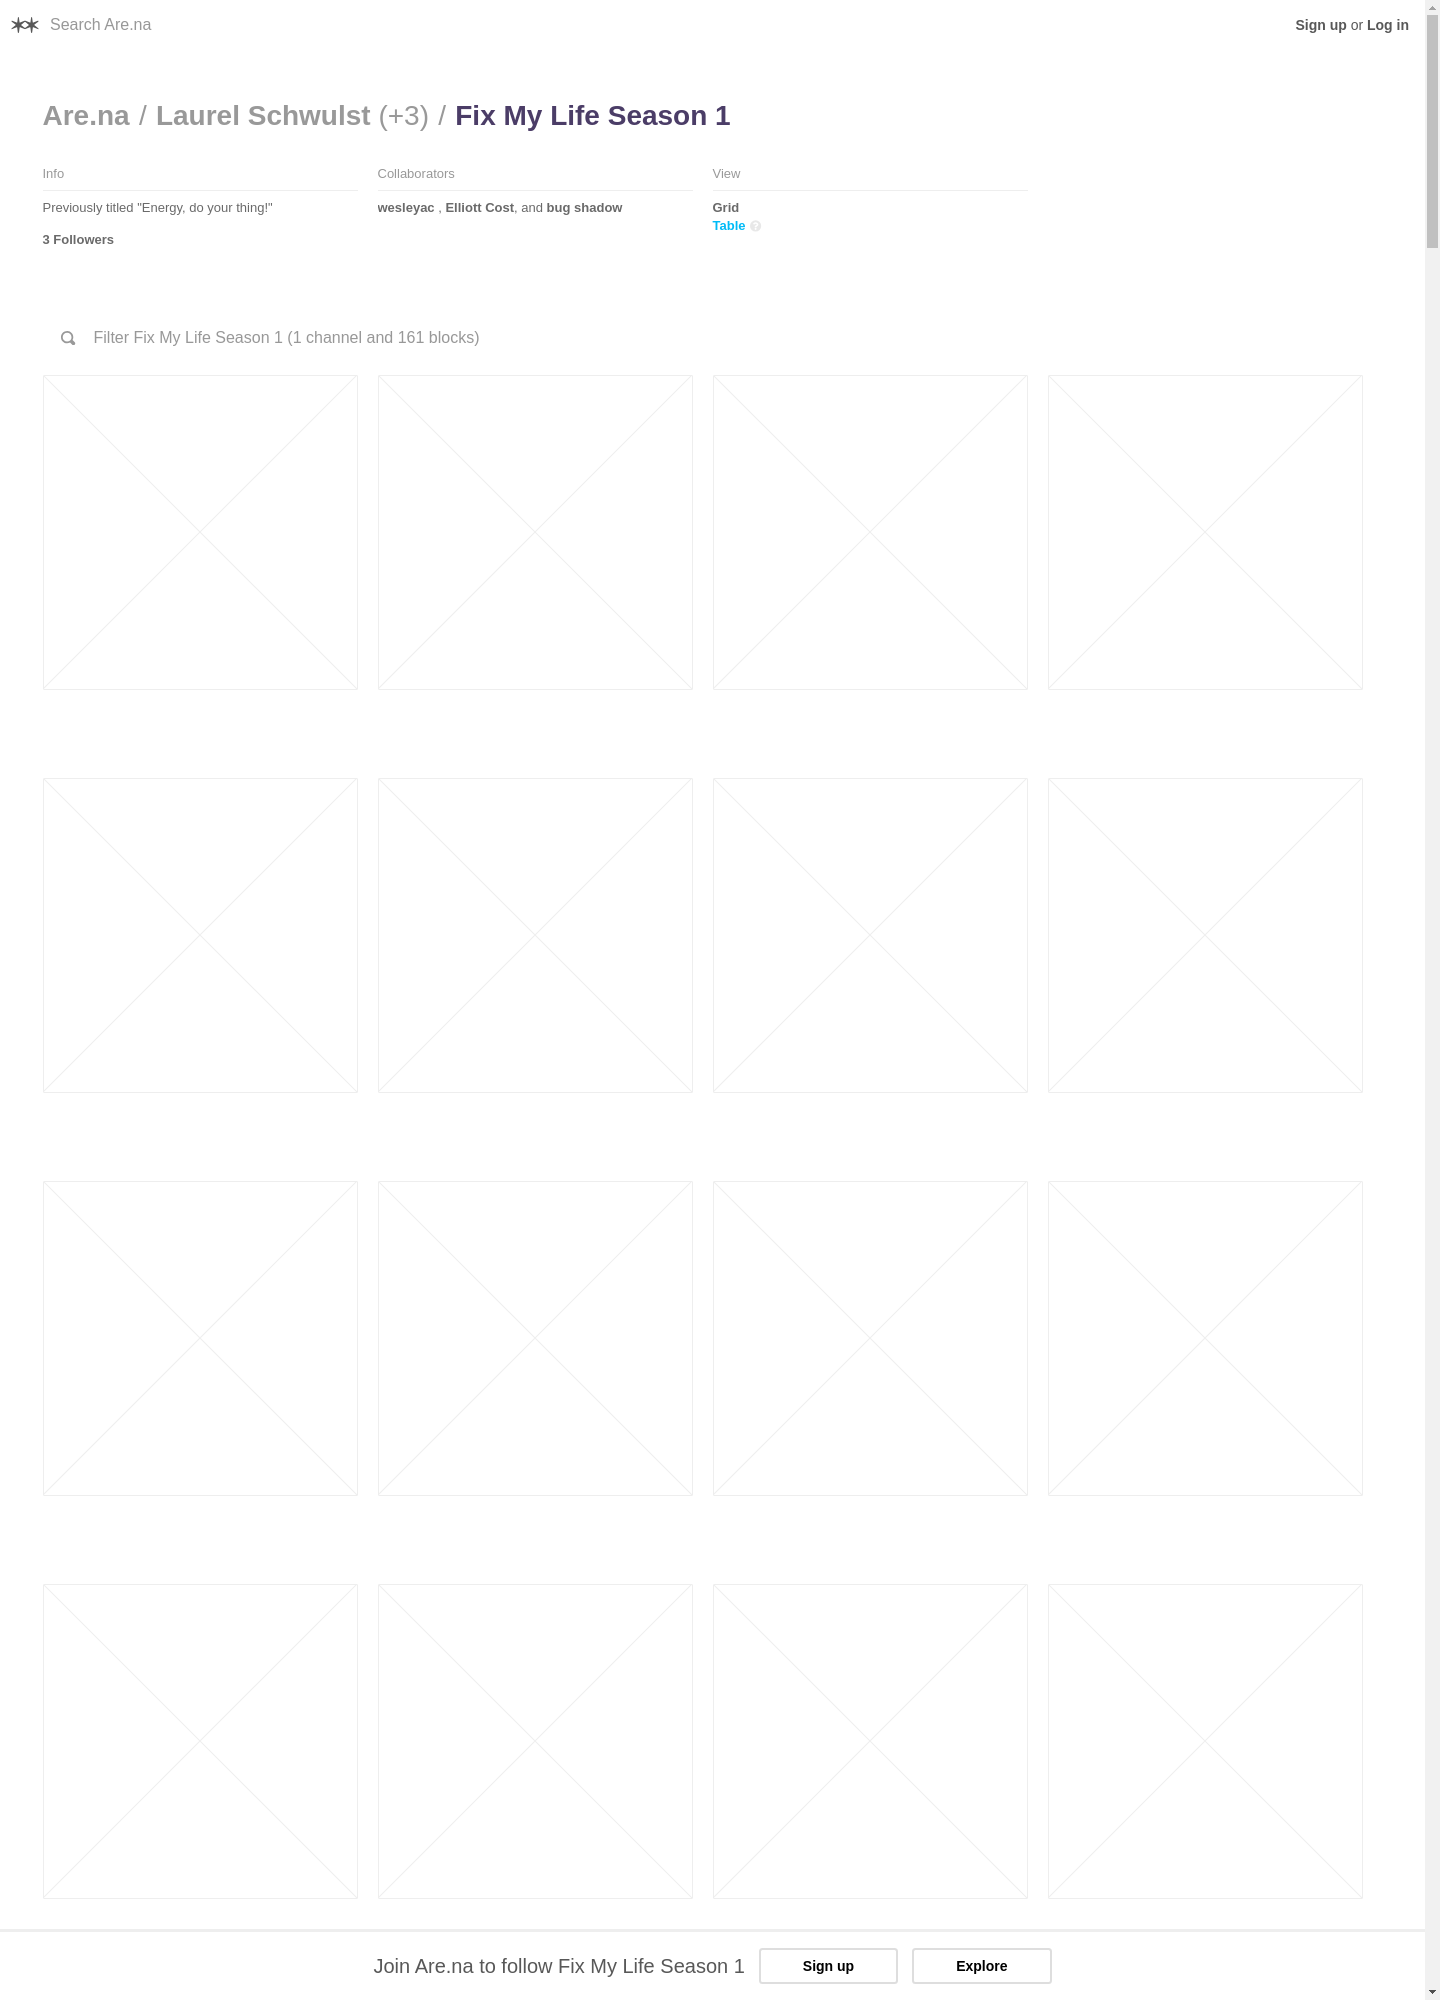 Search Are.na
Sign up or Log in
Are.na / Laurel Schwulst (+3) / Fix My Life Season 1
Info
Previously titled "Energy, do your thing!"
3 Followers
Collaborators
wesleyac , Elliott Cost, and bug shadow
View
Grid
Table ?
Filter Fix My Life Season 1 (1 channel and 161 blocks)
Join Are.na to follow Fix My Life Season 1
Sign up
Explore